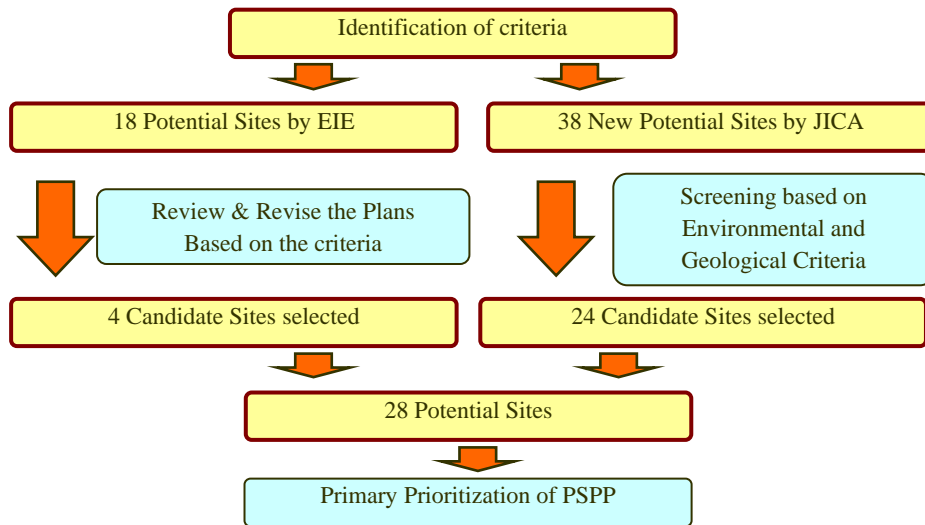 Identification of criteria
18 Potential Sites by EIE
38 New Potential Sites by JICA
Review & Revise the Plans
Based on the criteria
Screening based on
Environmental and
Geological Criteria
4 Candidate Sites selected
24 Candidate Sites selected
28 Potential Sites
Primary Prioritization of PSPP